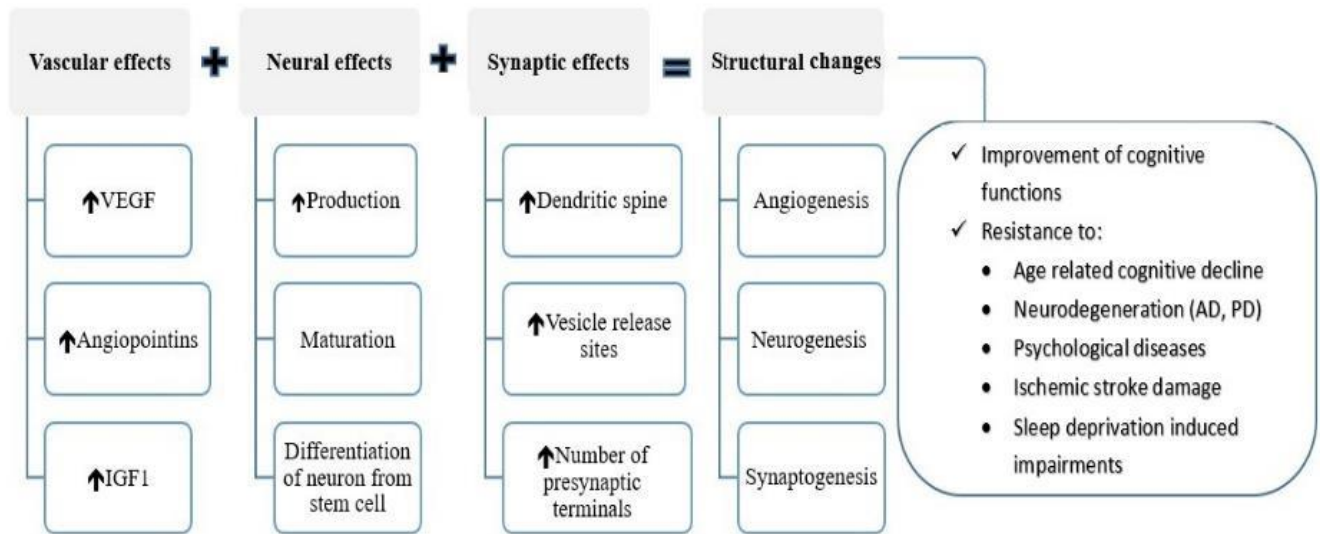 Vascular effects + Neural effects + Synaptic effects = Structural changes
↑VEGF
↑Angiopointins
↑IGF1
↑Production
Maturation
Differentiation
of neuron from
stem cell
↑Dendritic spine
↑Vesicle release
sites
↑Number of
presynaptic
terminals
Angiogenesis
Neurogenesis
Synaptogenesis
✓ Improvement of cognitive
functions
✓ Resistance to:
• Age related cognitive decline
• Neurodegeneration (AD, PD)
• Psychological diseases
• Ischemic stroke damage
• Sleep deprivation induced
impairments